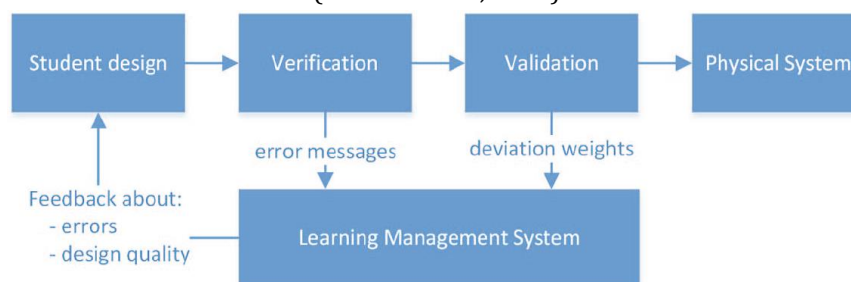 Student design
Verification
Validation
Physical System
error messages
deviation weights
Feedback about:
- errors
- design quality
Learning Management System